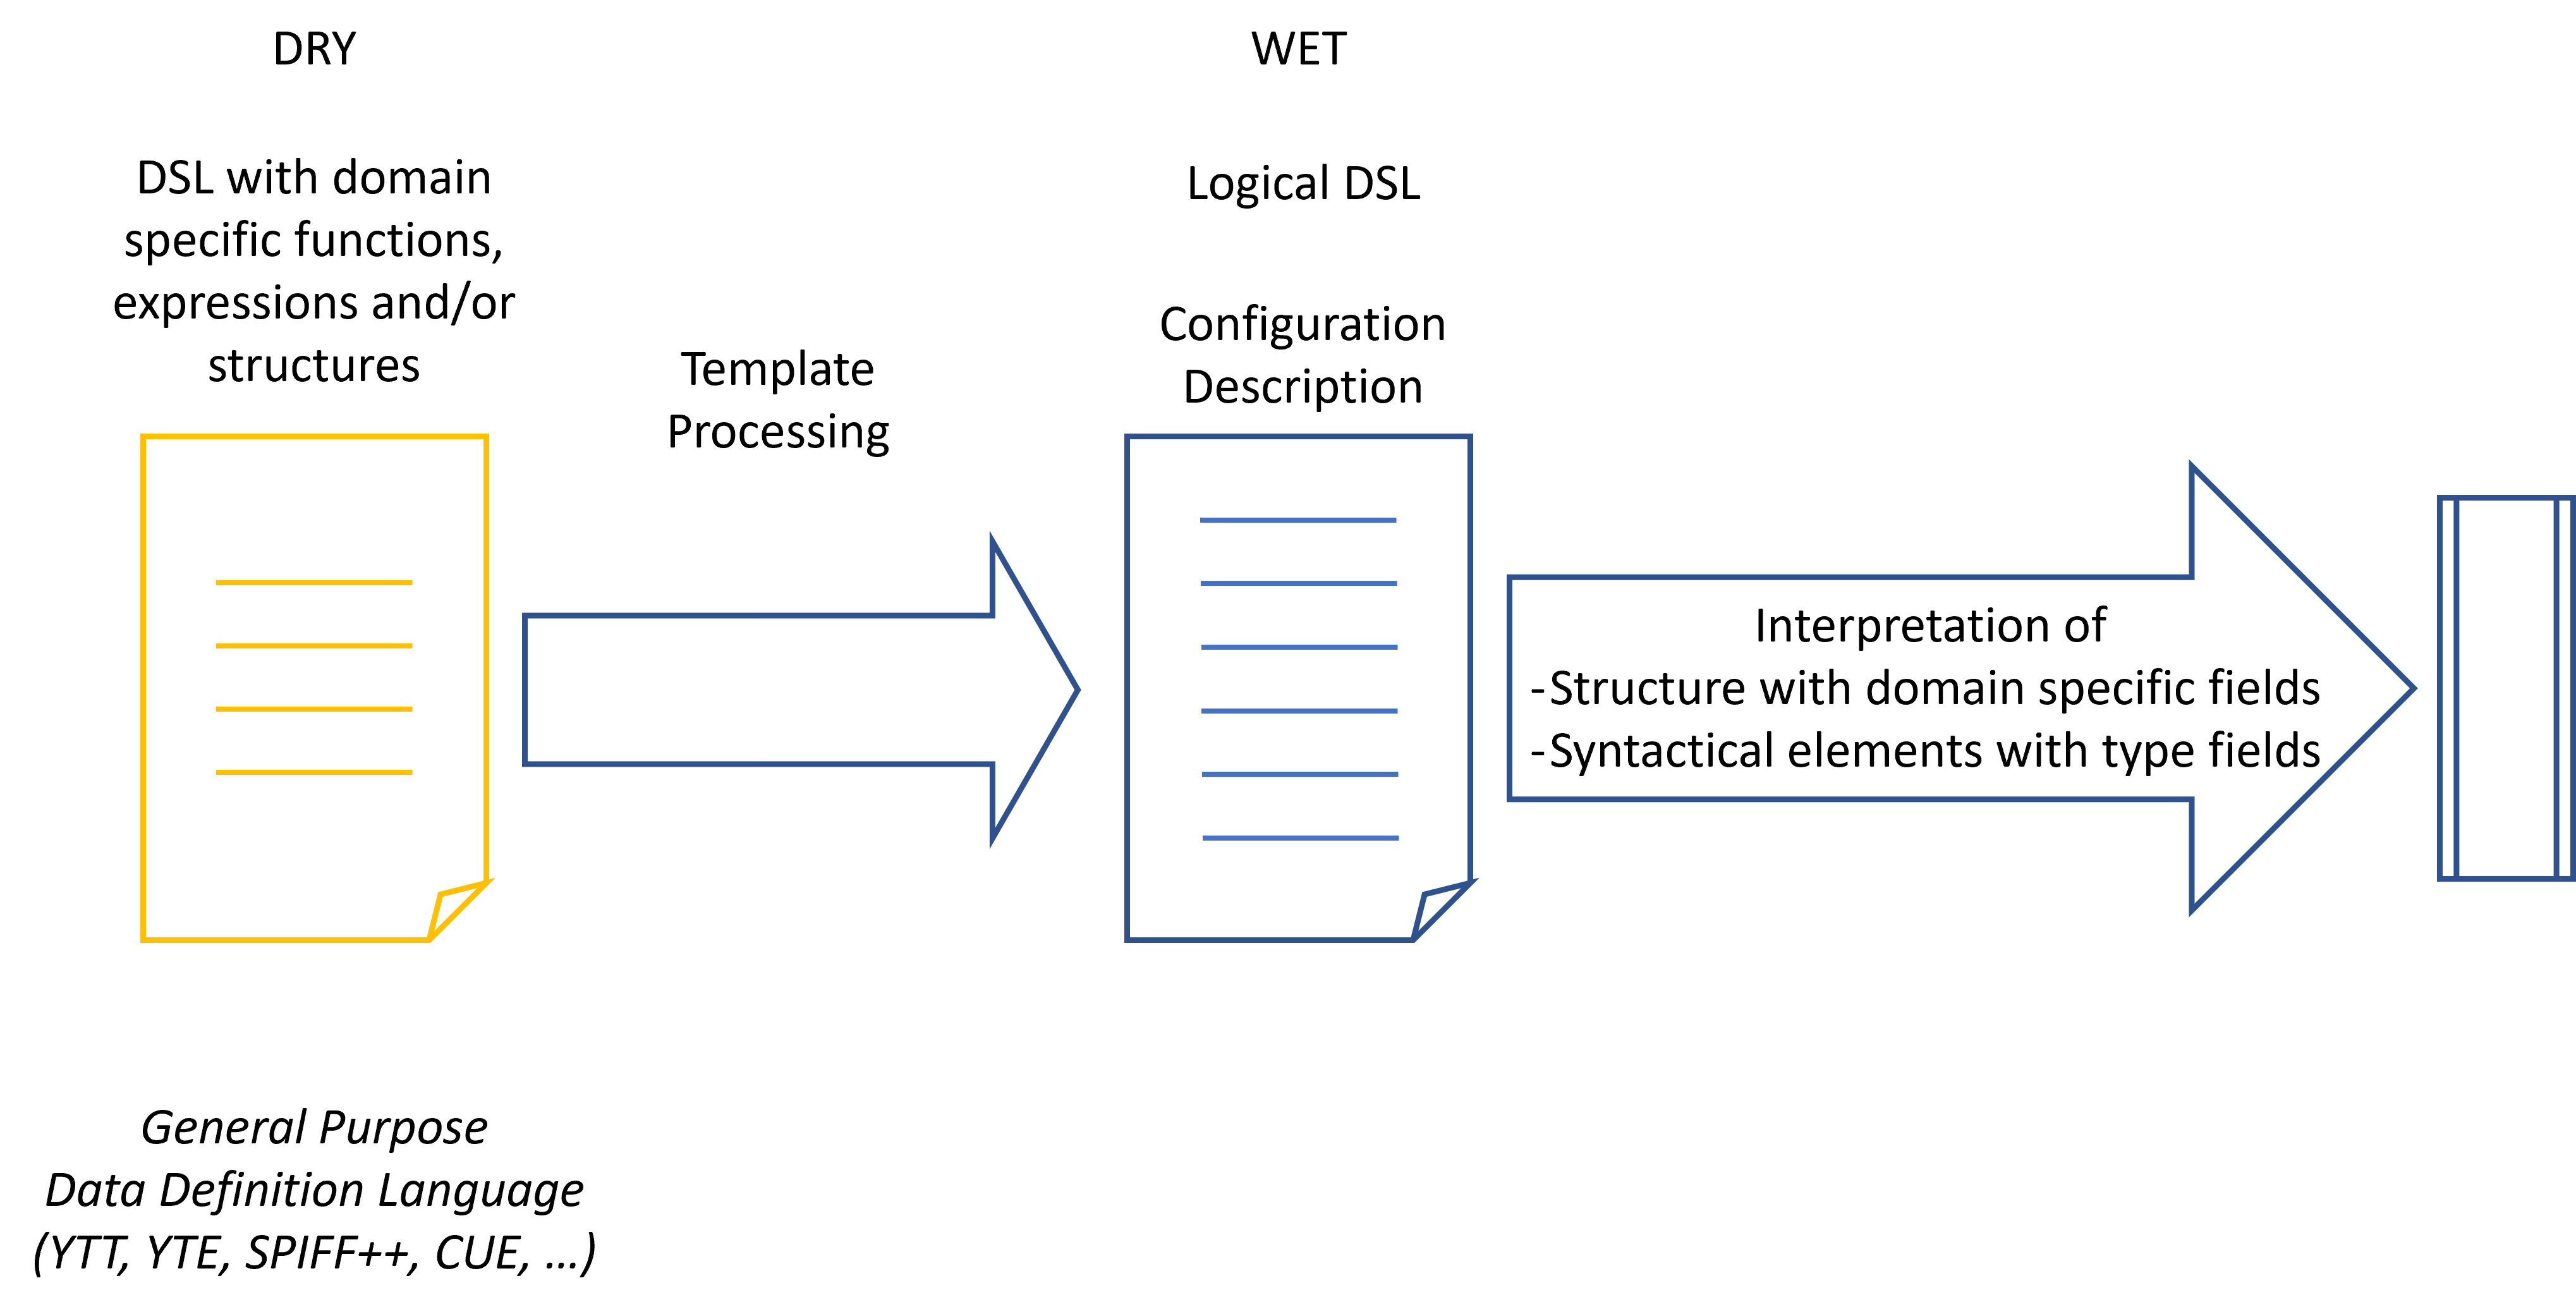 DRY
DSL with domain
specific functions,
expressions and/or
structures
Template
Processing
WET
Logical DSL
Configuration
Description
Interpretation of
-Structure with domain specific fields
-Syntactical elements with type fields
General Purpose
Data Definition Language
(YTT, YTE, SPIFF++, CUE, …)